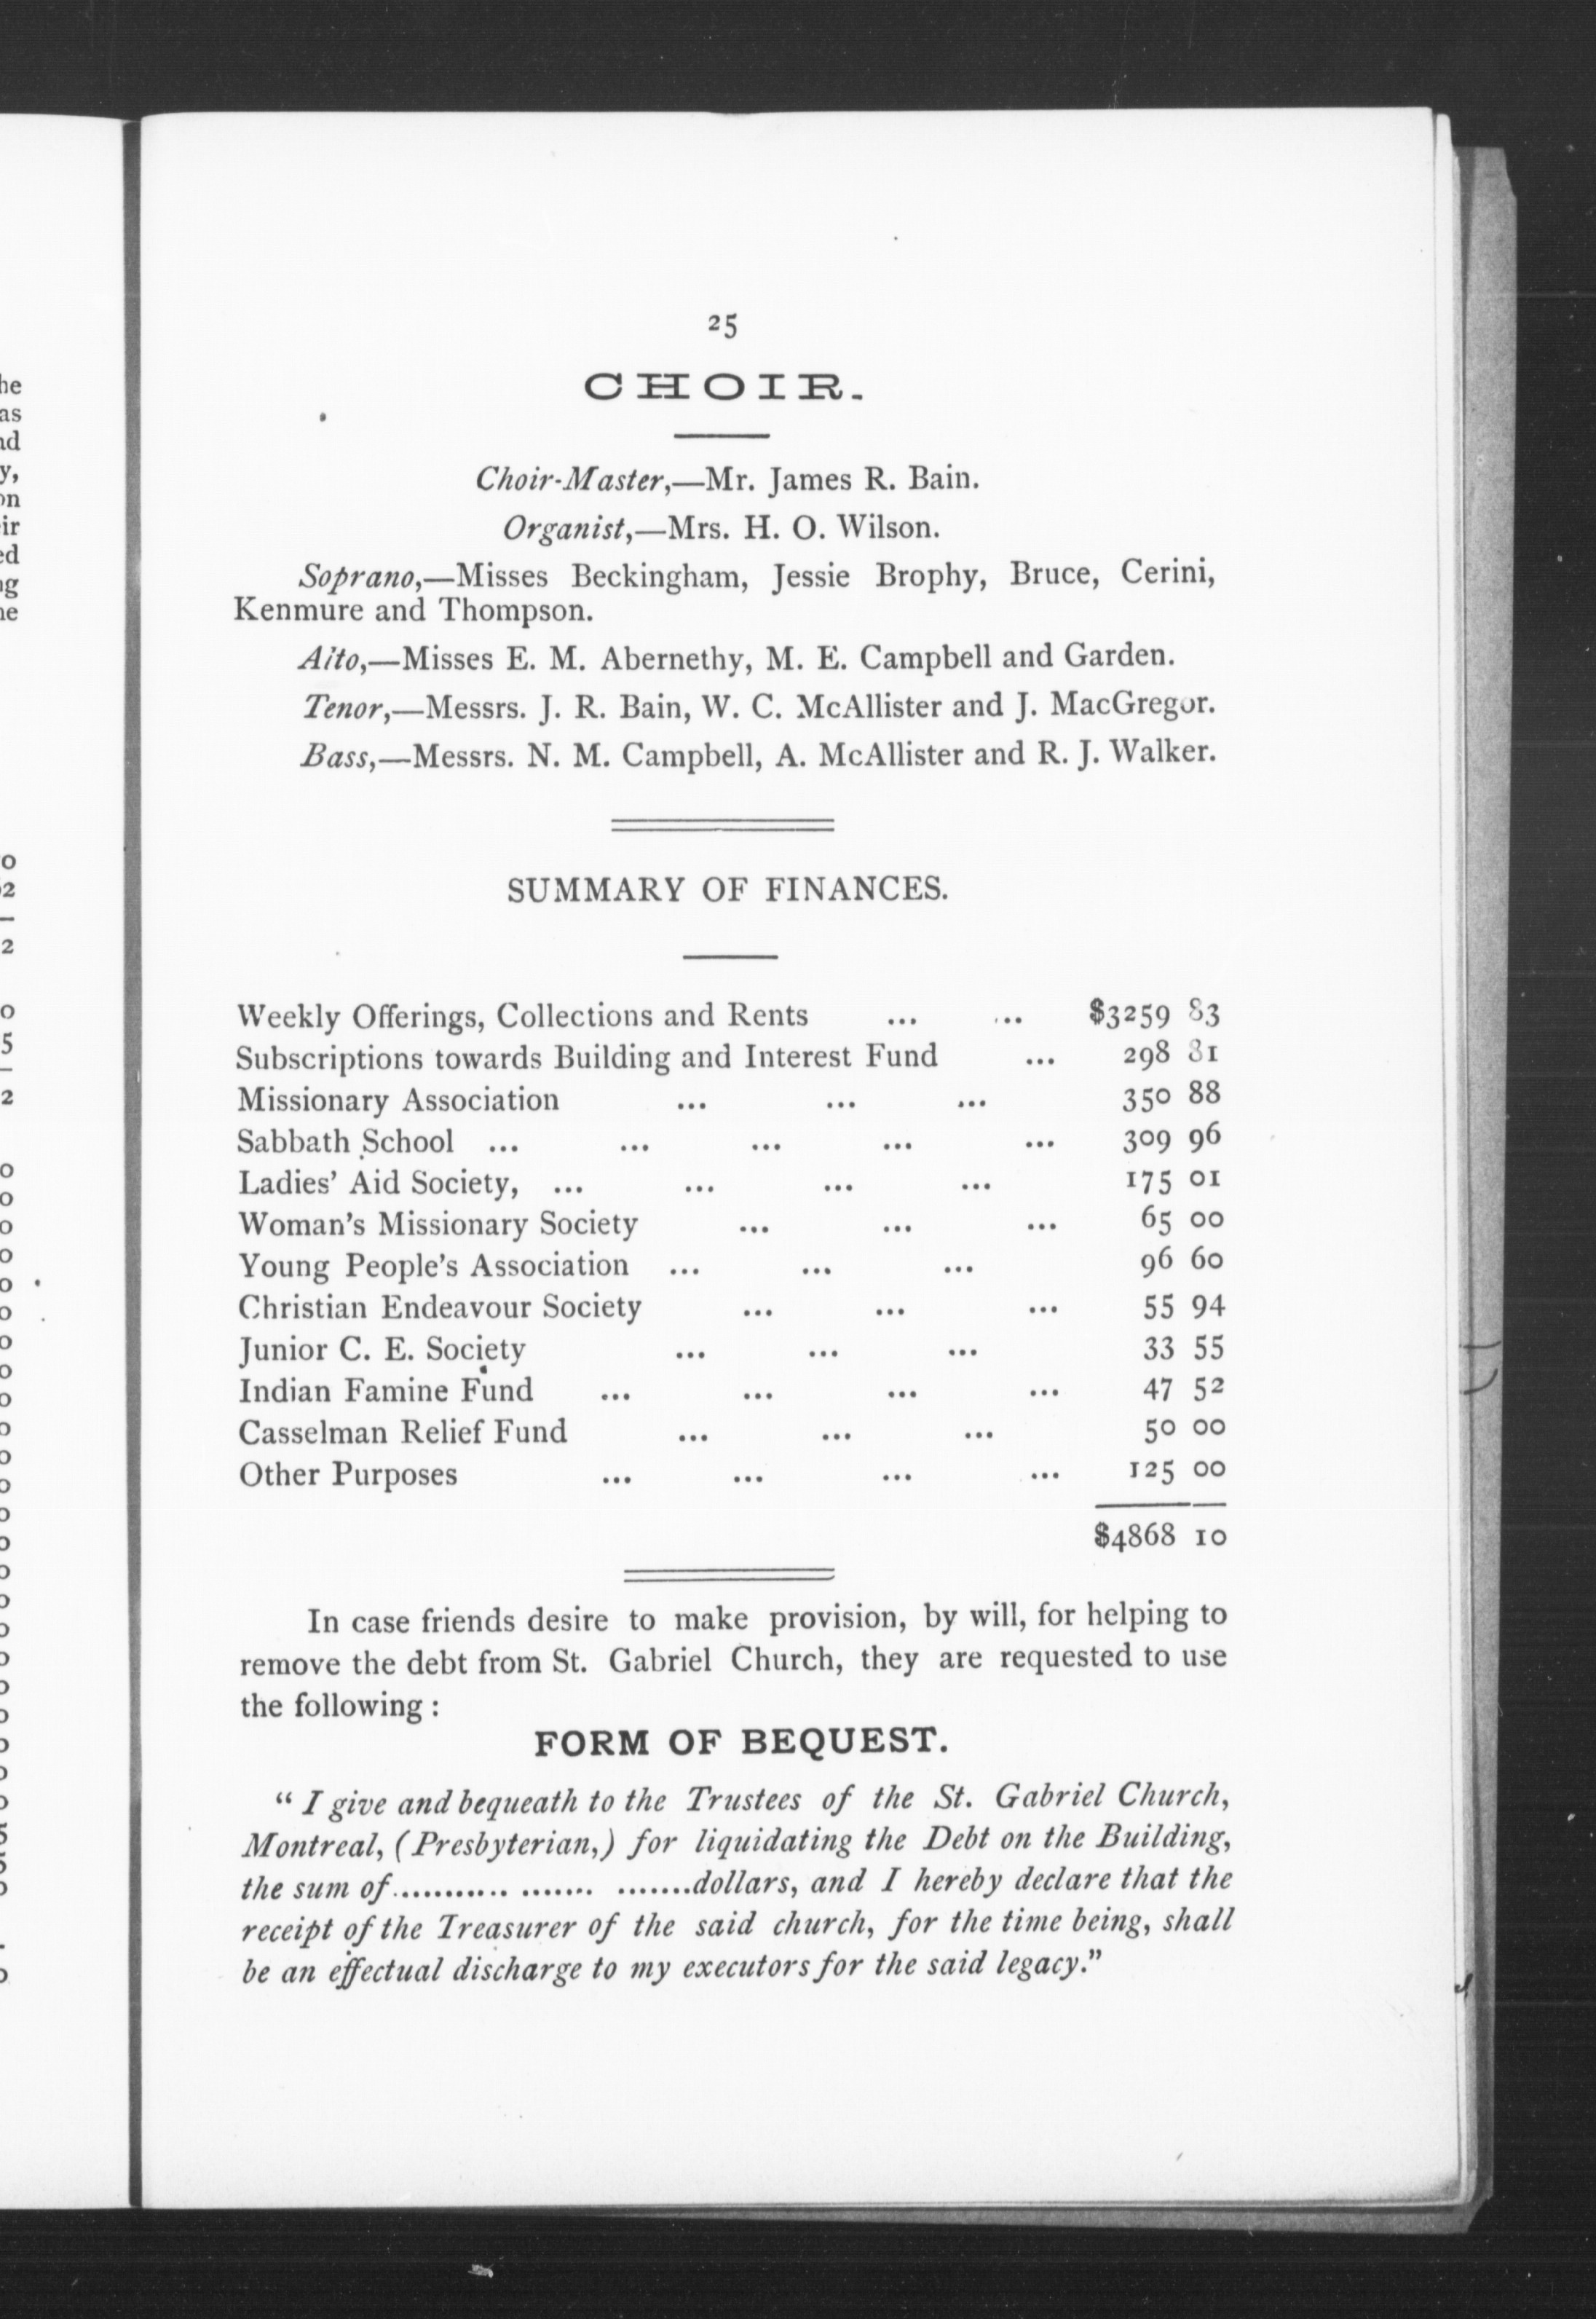 25
CHOIR.
Choir-Master,—Mr. James R. Bain.
Organist,—Mrs. H. O. Wilson.
Soprano,—Misses Beckingham, Jessie Brophy, Bruce, Cerini,
Kenmure and Thompson.
Alto,—Misses E. M. Abernethy, M. E. Campbell and Garden.
Tenor,—Messrs. J. R. Bain, W. C. McAllister and J. MacGregor.
Bass,—Messrs. N. M. Campbell, A. McAllister and R. J. Walker.
SUMMARY OF FINANCES.
Weekly Offerings, Collections and Rents ... ... $3259 83
Subscriptions towards Building and Interest Fund ... 298 81
Missionary Association ... ... ... 350 88
Sabbath School ... ... ... ... ... 309 96
Ladies' Aid Society, ... ... ... ... 175 01
Woman's Missionary Society ... ... ... 65 00
Young People's Association ... ... ... 96 60
Christian Endeavour Society ... ... ... 55 94
Junior C. E. Society ... ... ... 33 55
Indian Famine Fund ... ... ... ... 47 52
Casselman Relief Fund ... ... ... 50 00
Other Purposes ... ... ... ... 125 00
$4868 10
In case friends desire to make provision, by will, for helping to
remove the debt from St. Gabriel Church, they are requested to use
the following :
FORM OF BEQUEST.
" I give and bequeath to the Trustees of the St. Gabriel Church,
Montreal, (Presbyterian,) for liquidating the Debt on the Building,
the sum of........... ....... .......dollars, and I hereby declare that the
receipt of the Treasurer of the said church, for the time being, shall
be an effectual discharge to my executors for the said legacy."